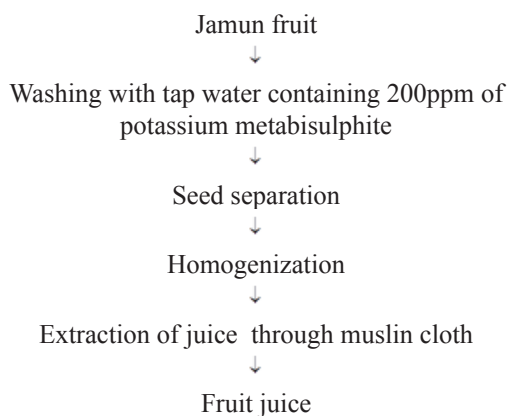 Jamun fruit
↓
Washing with tap water containing 200ppm of
potassium metabisulphite
↓
Seed separation
↓
Homogenization
↓
Extraction of juice through muslin cloth
↓
Fruit juice